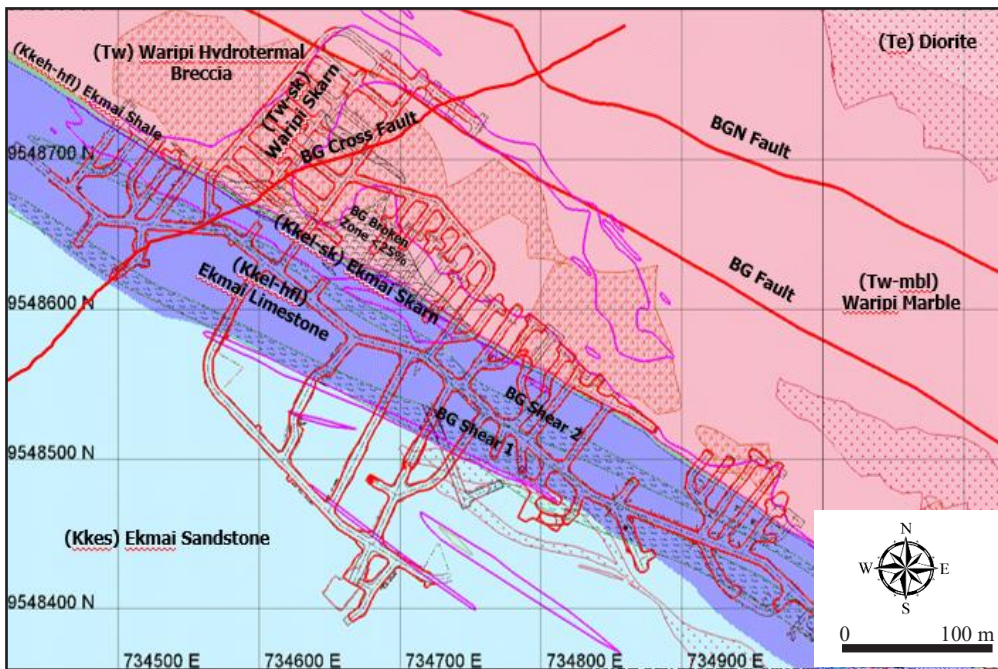 (Tw) Waripi Hvdrotermal
Breccia
(Te) Diorite
(Kkeh-hfl) Ekmai Shale
(Tw-sk)
Waripi Skarn
BG Cross Fault
BGN Fault
9548700 N
BG Broken
Zone <25%
(Kkel-sk) Ekmai Skarn
(Kkel-hfl)
Ekmai Limestone
BG Fault
(Tw-mbl)
Waripi Marble
9548600 N
BG Shear 2
BG Shear 1
9548500 N
(Kkes) Ekmai Sandstone
N
W E
S
9548400 N
0 100 m
734500 E 734600 E 734700 E 734800 E 734900 E